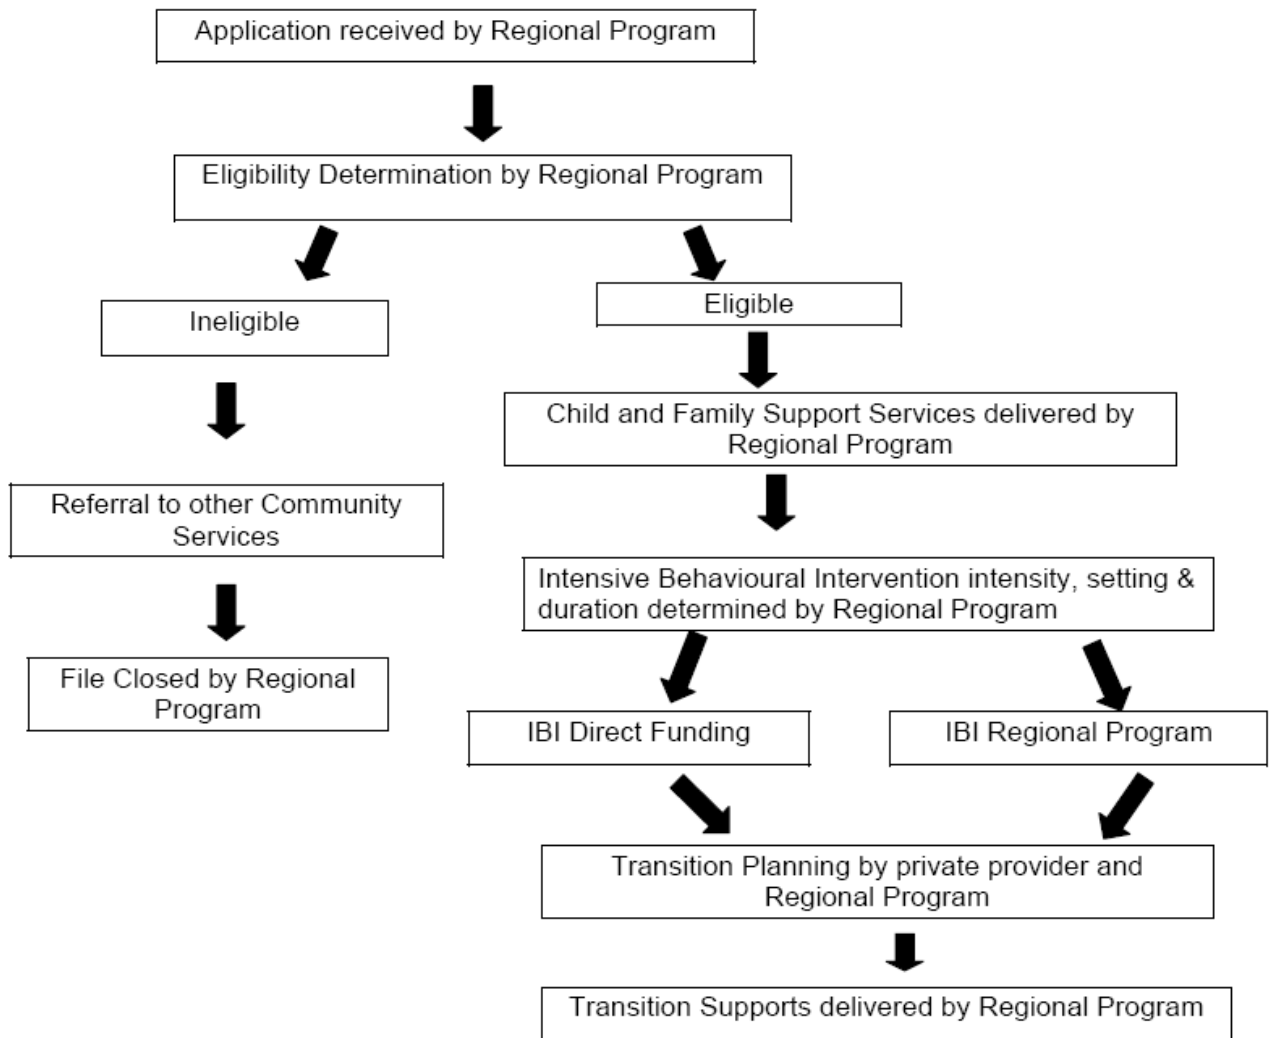 Application received by Regional Program
Eligibility Determination by Regional Program
Ineligible
Eligible
Child and Family Support Services delivered by
Regional Program
Referral to other Community
Services
Intensive Behavioural Intervention intensity, setting &
duration determined by Regional Program
File Closed by Regional
Program
IBI Direct Funding
IBI Regional Program
Transition Planning by private provider and
Regional Program
Transition Supports delivered by Regional Program